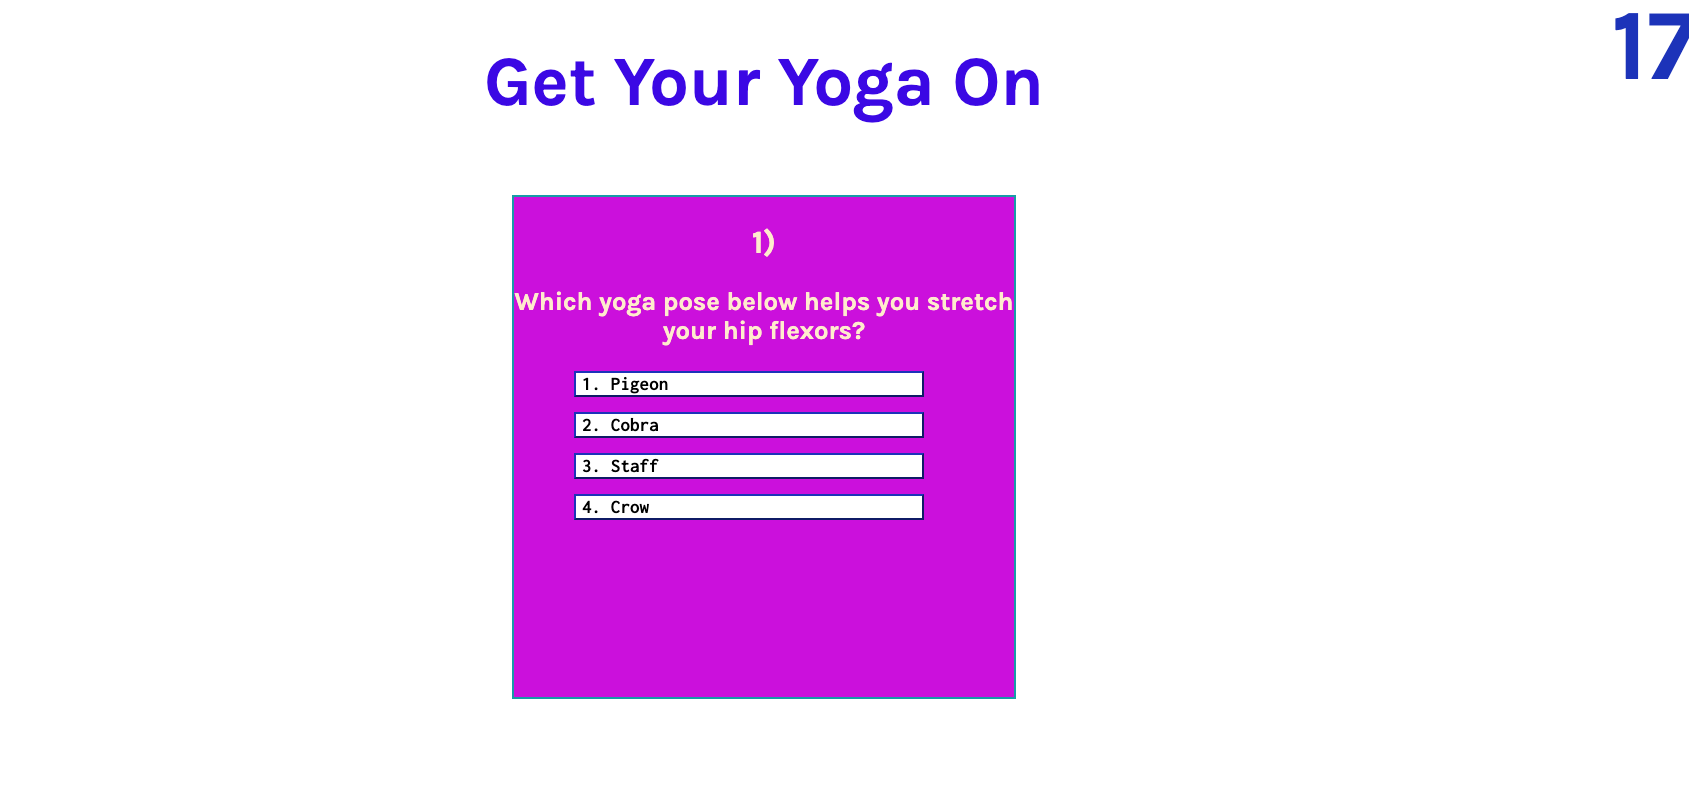 17
Get Your Yoga On
1)
Which yoga pose below helps you stretch
your hip flexors?
1. Pigeon
2. Cobra
3. Staff
4. Crow